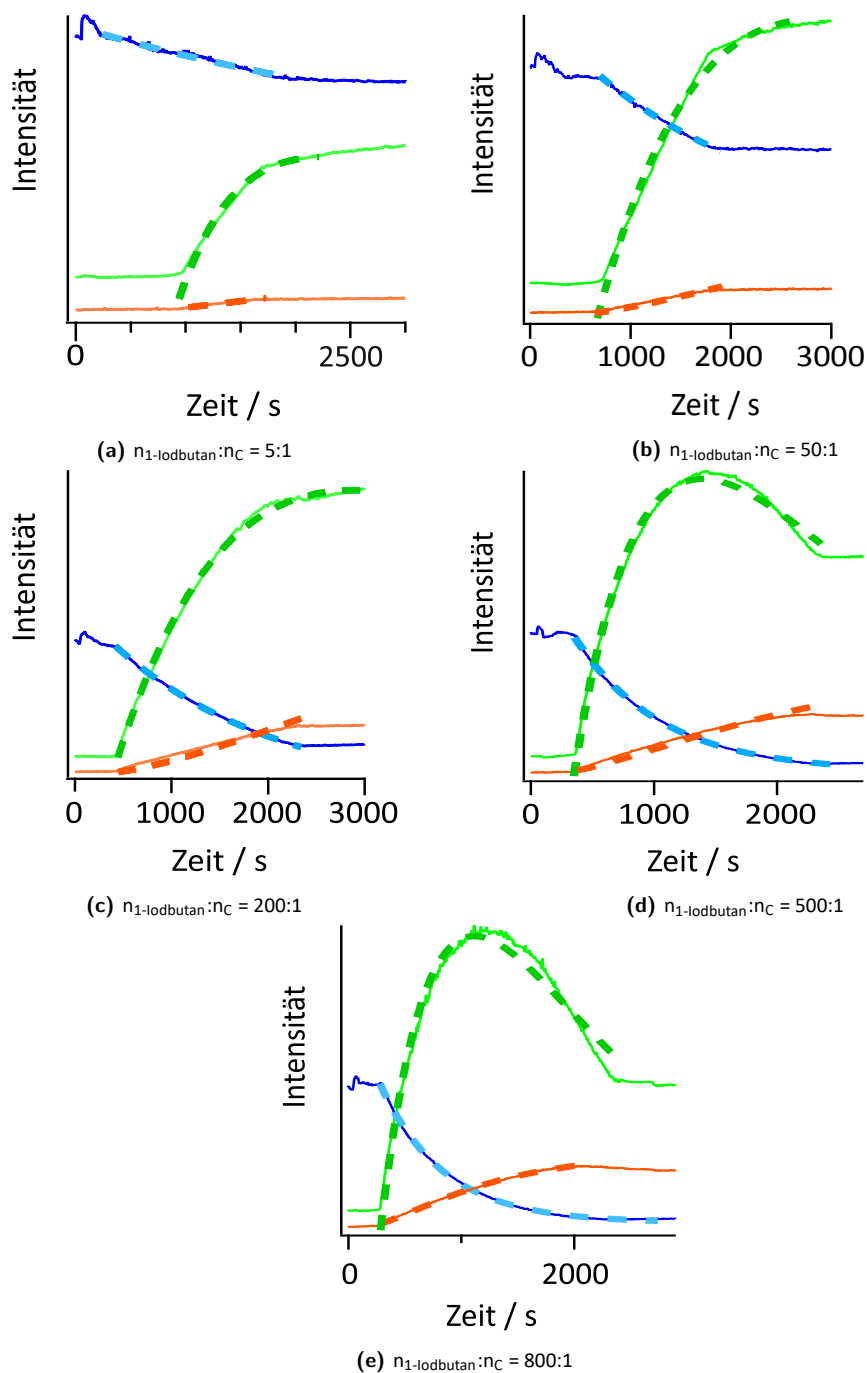 Intensität
0
2500
Zeit / s
(a) n1-Iodbutan:nC = 5:1
Intensität
0 1000 2000 3000
Zeit / s
(b) n1-Iodbutan:nC = 50:1
Intensität
0 1000 2000 3000
Zeit / s
(c) n1-Iodbutan:nC = 200:1
Intensität
0 1000 2000
Zeit / s
(d) n1-Iodbutan:nC = 500:1
Intensität
0 2000
Zeit / s
(e) n1-Iodbutan:nC = 800:1